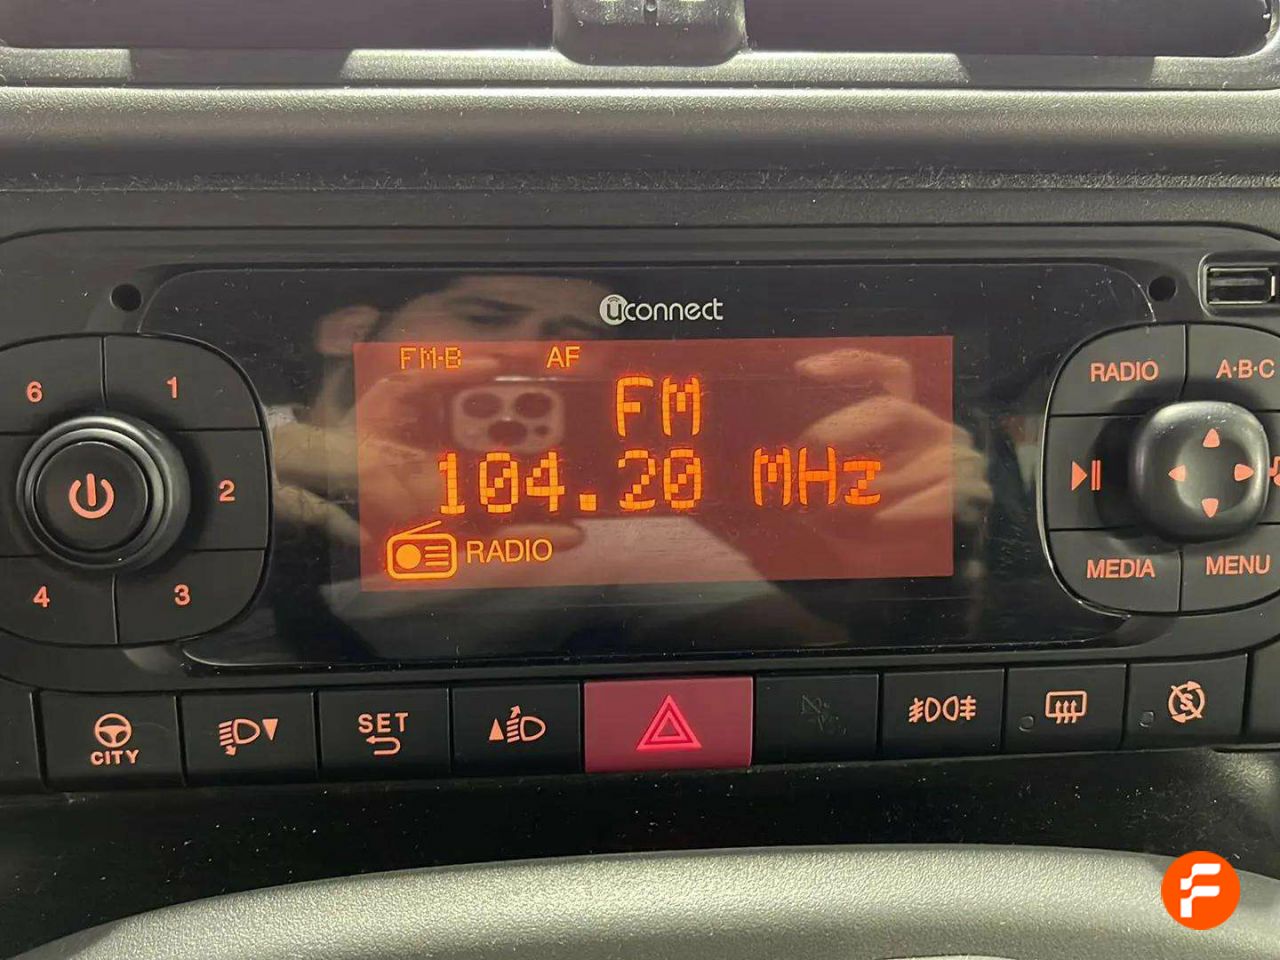 uconnect
FM-B AF
FM
104.20 MHz
RADIO
6 1
2
4 3
RADIO A·B·C
MEDIA MENU
CITY
SET